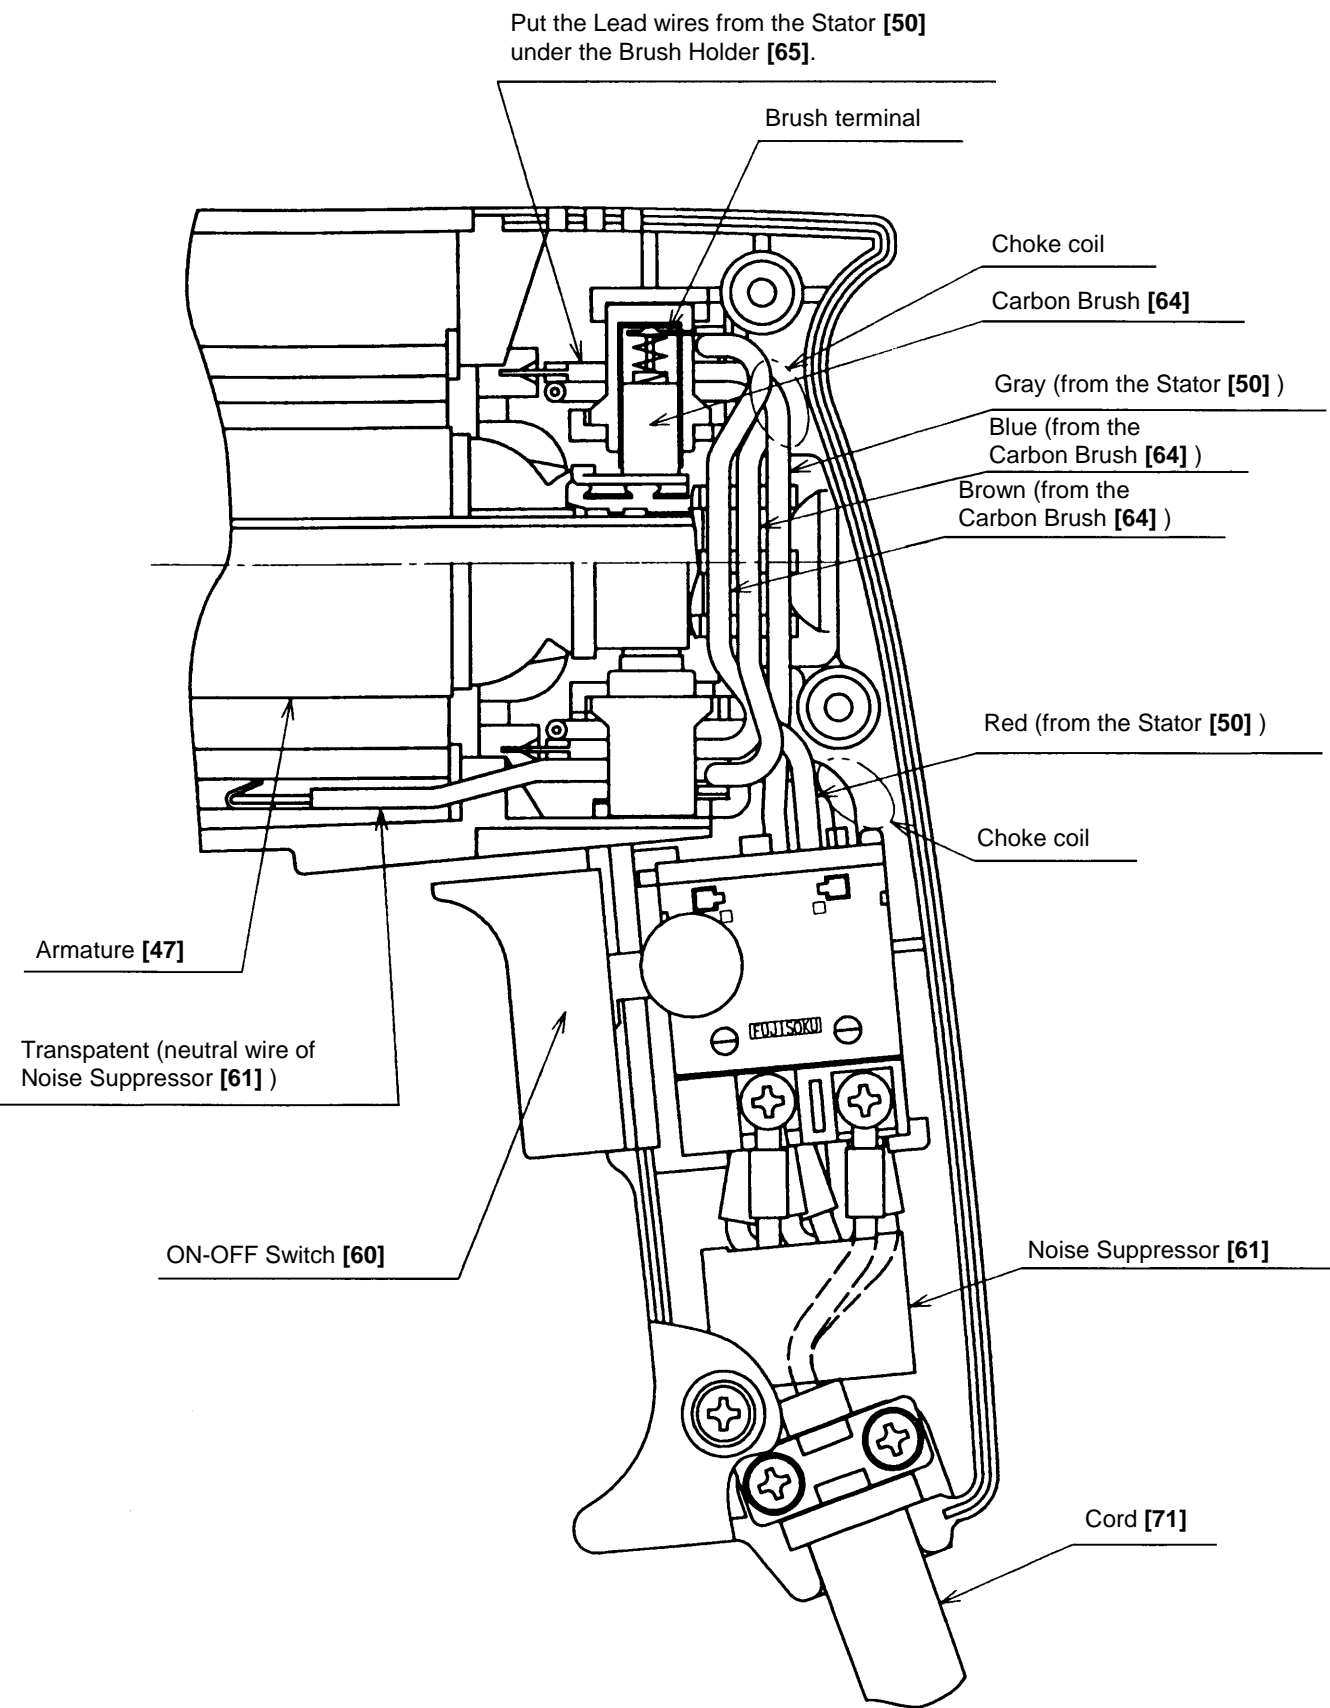 Put the Lead wires from the Stator [50]
under the Brush Holder [65].
Brush terminal
Choke coil
Carbon Brush [64]
Gray (from the Stator [50] )
Blue (from the
Carbon Brush [64] )
Brown (from the
Carbon Brush [64] )
Red (from the Stator [50] )
Choke coil
Armature [47]
FUJISOKU
Transpatent (neutral wire of
Noise Suppressor [61] )
ON-OFF Switch [60]
Noise Suppressor [61]
Cord [71]